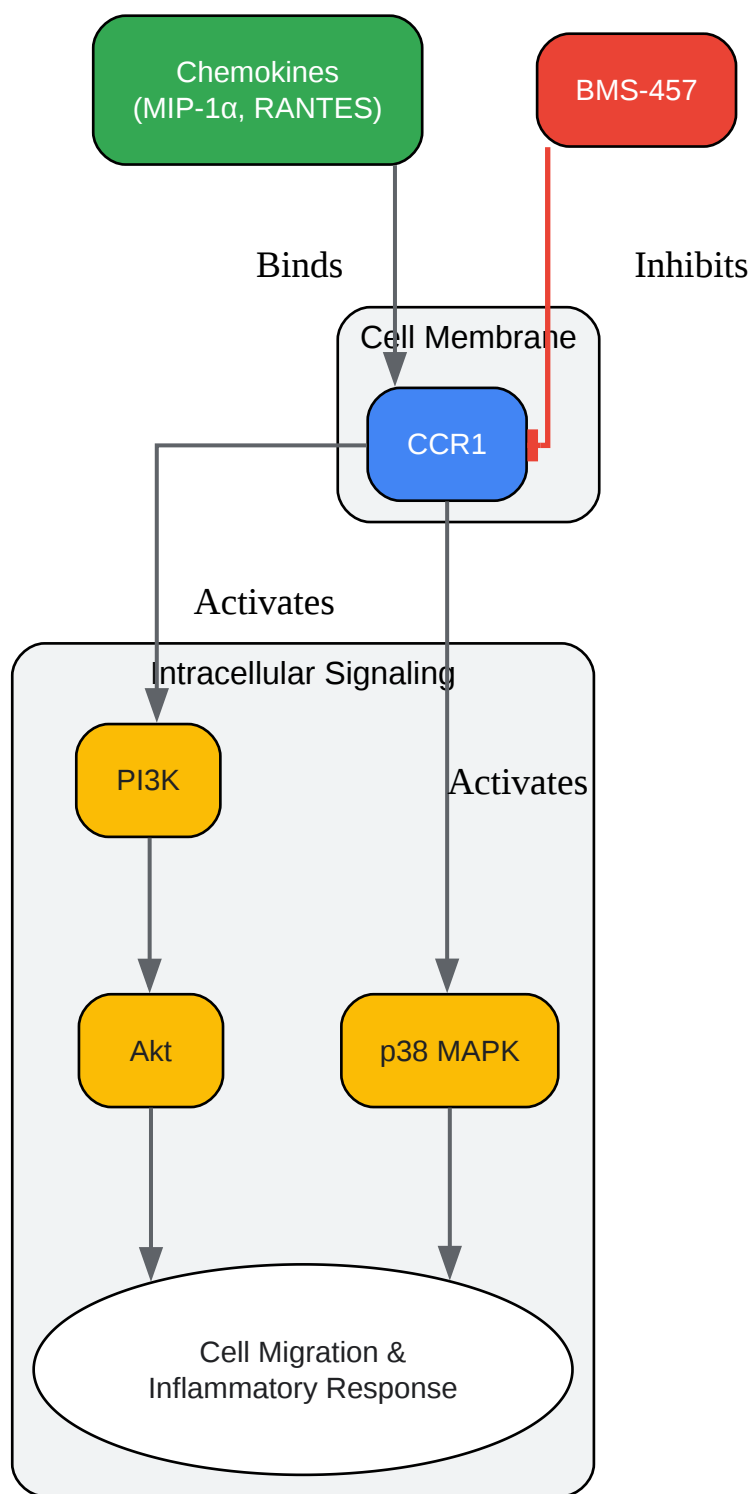 Chemokines
(MIP-1α, RANTES)
BMS-457
Binds
Inhibits
Cell Membrane
CCR1
Activates
Intracellular Signaling
PI3K
Activates
Akt
p38 MAPK
Cell Migration &
Inflammatory Response